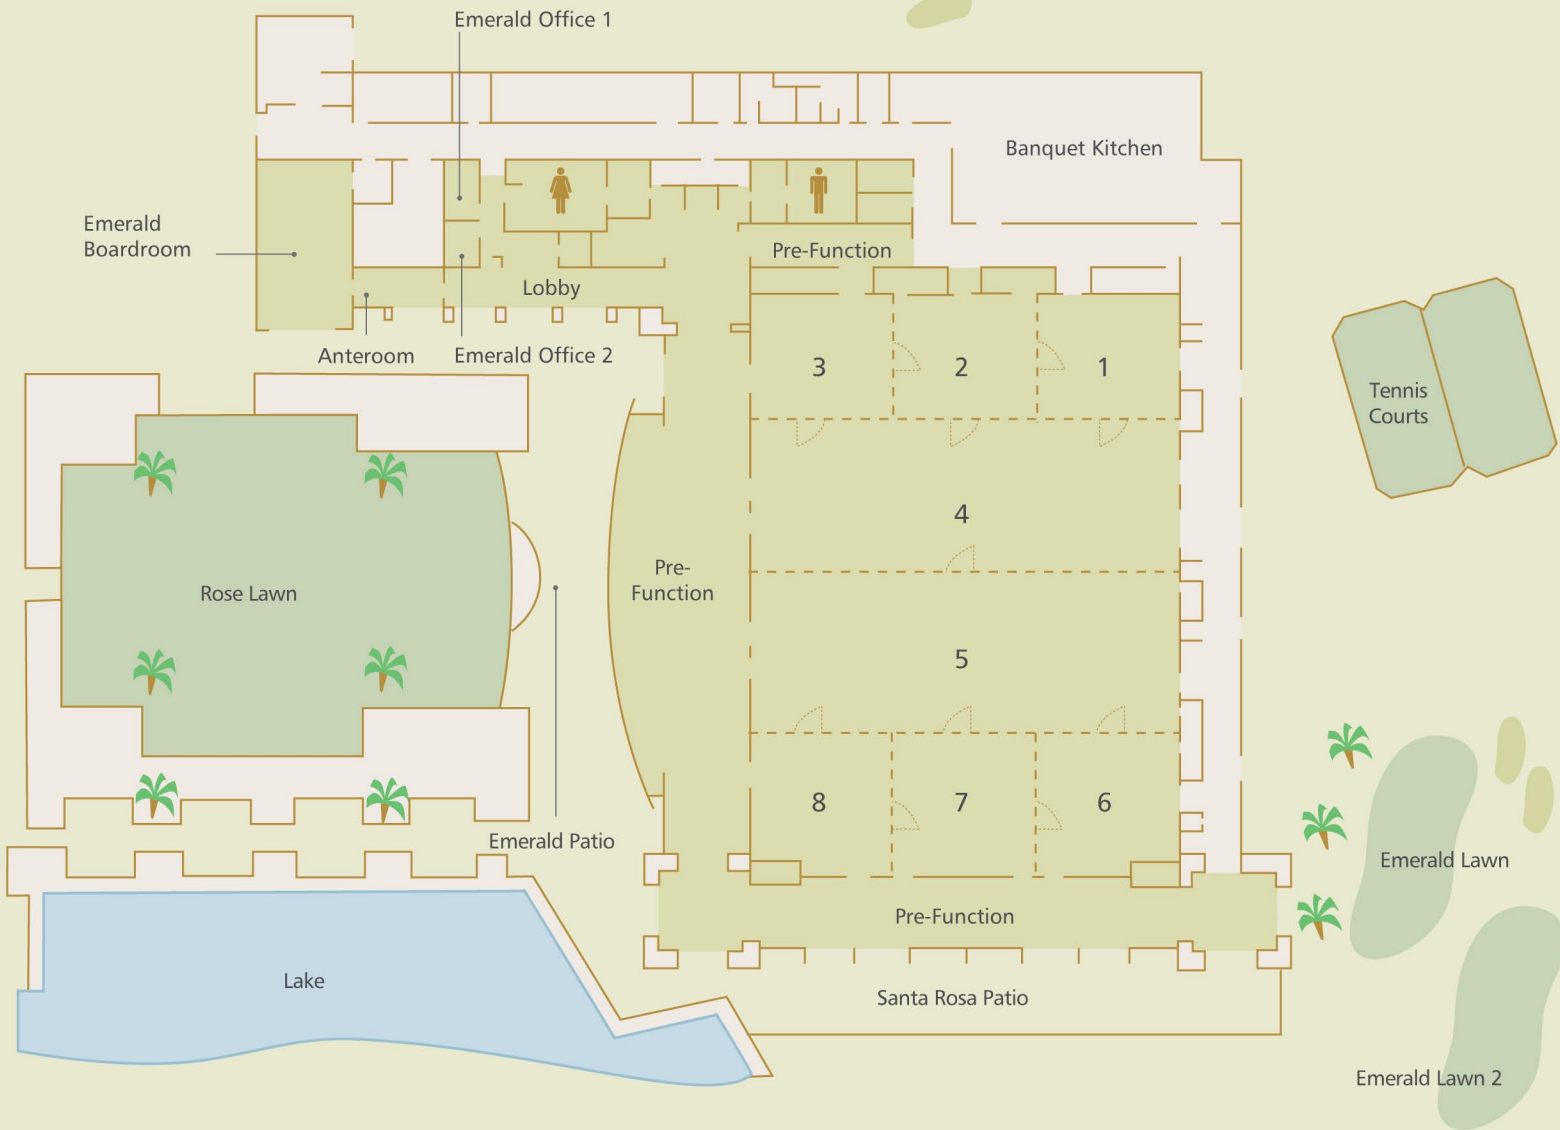 Emerald Office 1
Banquet Kitchen
Emerald
Boardroom
Pre-Function
Lobby
Anteroom
Emerald Office 2
3
2
1
Tennis
Courts
4
Pre-
Function
Rose Lawn
5
8
7
6
Emerald Patio
Emerald Lawn
Pre-Function
Lake
Santa Rosa Patio
Emerald Lawn 2